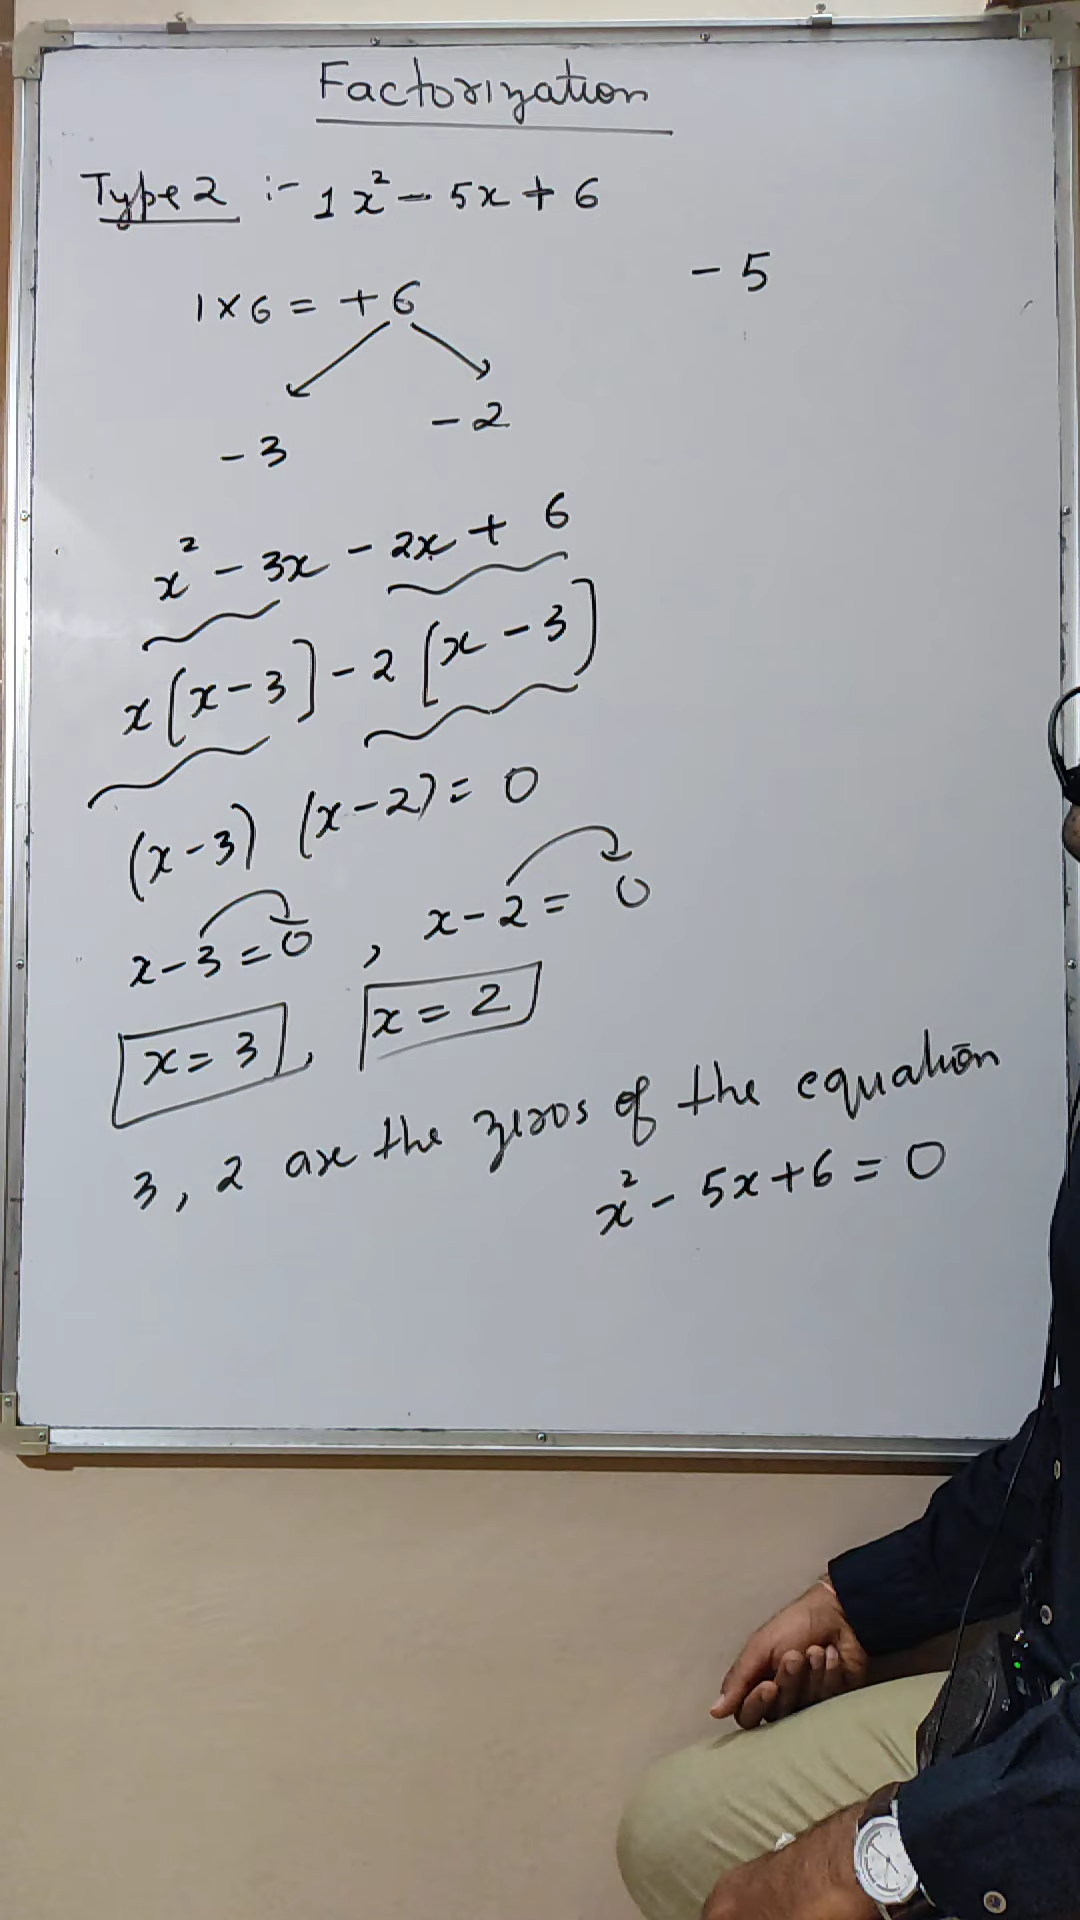 Factorization
Type 2 :- 1x² - 5x + 6
- 5
1 × 6 = + 6
- 3 - 2
x² - 3x - 2x + 6
x[x-3] - 2[x-3]
(x-3) (x-2) = 0
x-3=0 , x-2= 0
x=3 , x=2
3, 2 are the zeros of the equation
x² - 5x+6 = 0